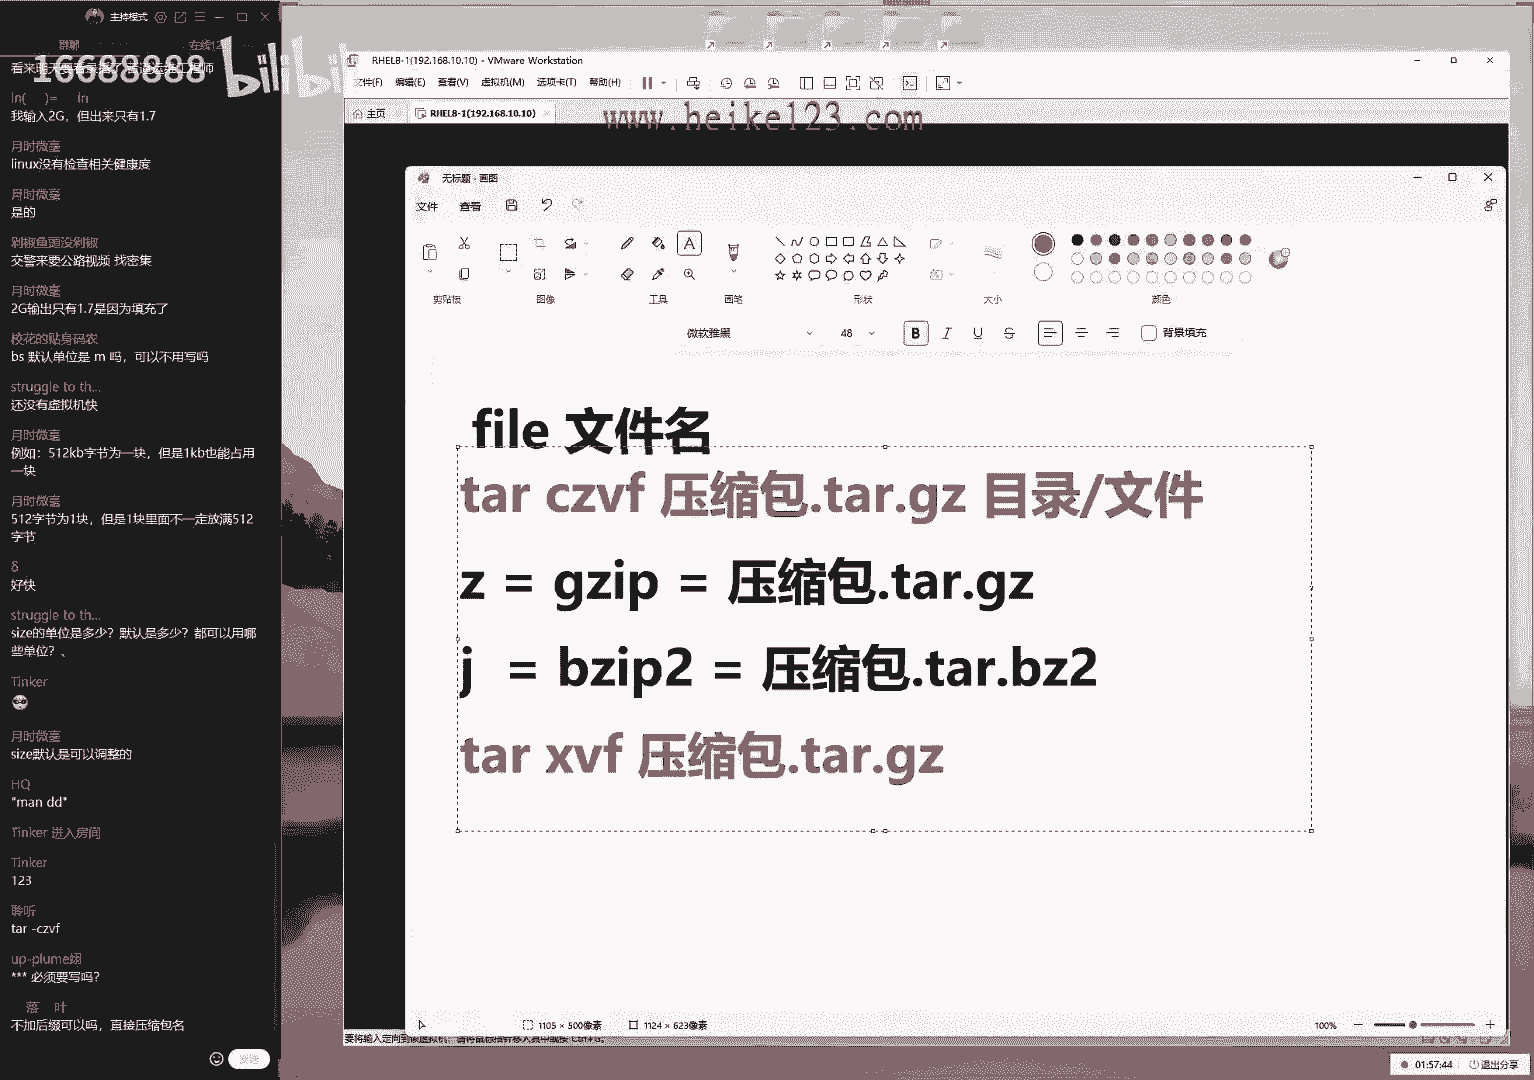 主持模式
群聊
在线12
16688888
bilibili
我输入2G，但出来只有1.7
月时微毫
linux没有检查相关健康度
月时微毫
是的
剁椒鱼头没剁椒
交警来要公路视频 找密集
月时微毫
2G输出只有1.7是因为填充了
校花的贴身码农
bs 默认单位是 m 吗，可以不用写吗
struggle to th...
还没有虚拟机快
月时微毫
例如：512kb字节为一块，但是1kb也能占用
一块
月时微毫
512字节为1块，但是1块里面不一定放满512
字节
δ
好快
struggle to th...
size的单位是多少？默认是多少？都可以用哪
些单位？、
Tinker
月时微毫
size默认是可以调整的
HQ
"man dd"
Tinker 进入房间
Tinker
123
聆听
tar -czvf
up-plume翊
*** 必须要写吗?
落 叶
不加后缀可以吗，直接压缩包名
发送
RHEL8-1(192.168.10.10) - VMware Workstation
文件(F) 编辑(E) 查看(V) 虚拟机(M) 选项卡(T) 帮助(H)
主页
RHEL8-1(192.168.10.10)
www.heike123.com
无标题 - 画图
文件 查看
剪贴板 图像 工具 画笔 形状 大小 颜色
微软雅黑 48 B I U S 背景填充
file 文件名
tar czvf 压缩包.tar.gz 目录/文件
z = gzip = 压缩包.tar.gz
j = bzip2 = 压缩包.tar.bz2
tar xvf 压缩包.tar.gz
1105 × 500像素 1124 × 623像素 100%
01:57:44 退出分享